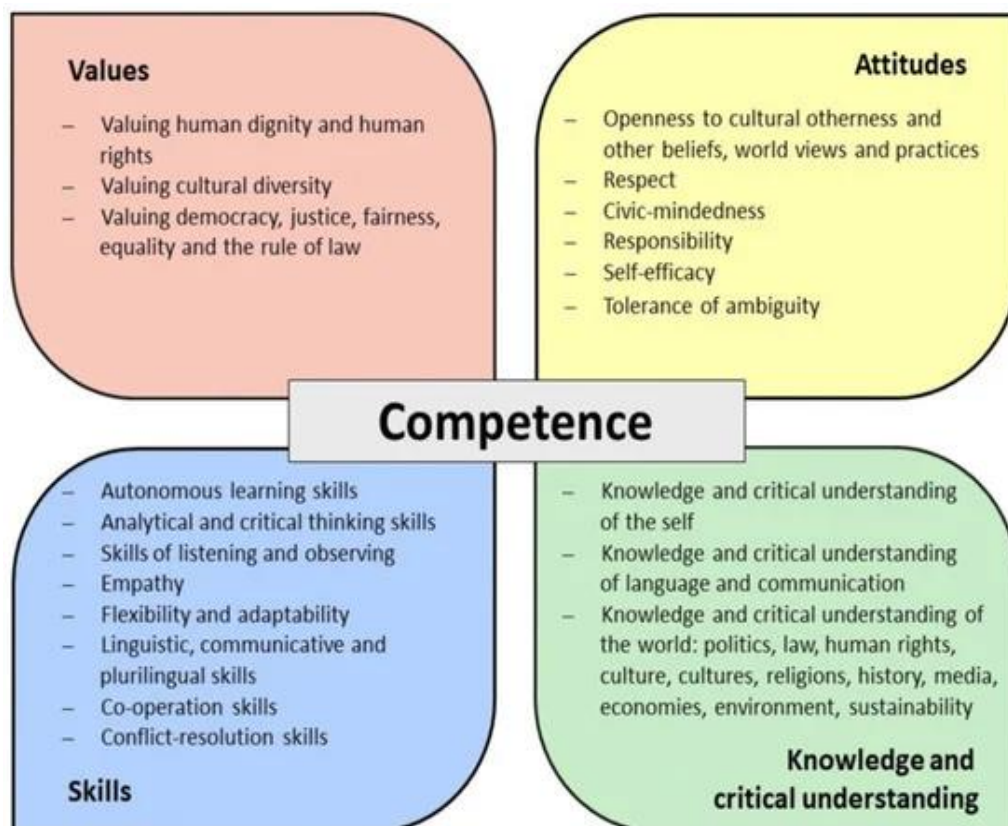 Values
– Valuing human dignity and human
rights
– Valuing cultural diversity
– Valuing democracy, justice, fairness,
equality and the rule of law
Attitudes
– Openness to cultural otherness and
other beliefs, world views and practices
– Respect
– Civic-mindedness
– Responsibility
– Self-efficacy
– Tolerance of ambiguity
Competence
– Autonomous learning skills
– Analytical and critical thinking skills
– Skills of listening and observing
– Empathy
– Flexibility and adaptability
– Linguistic, communicative and
plurilingual skills
– Co-operation skills
– Conflict-resolution skills
Skills
– Knowledge and critical understanding
of the self
– Knowledge and critical understanding
of language and communication
– Knowledge and critical understanding of
the world: politics, law, human rights,
culture, cultures, religions, history, media,
economies, environment, sustainability
Knowledge and
critical understanding